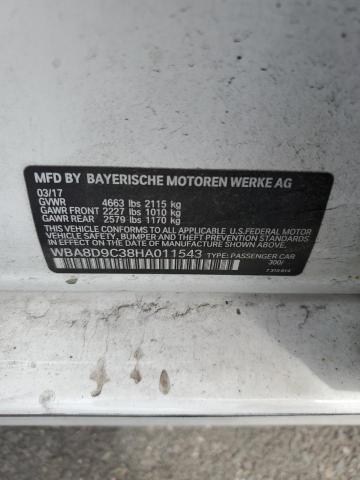 MFD BY BAYERISCHE MOTOREN WERKE AG
03/17
GVWR 4663 lbs 2115 kg
GAWR FRONT 2227 lbs 1010 kg
GAWR REAR 2579 lbs 1170 kg
THIS VEHICLE CONFORMS TO ALL APPLICABLE U.S.FEDERAL MOTOR
VEHICLE SAFETY, BUMPER, AND THEFT PREVENTION STANDARDS
IN EFFECT ON THE DATE OF MANUFACTURE SHOWN ABOVE.
WBA8D9C38HA011543 TYPE: PASSENGER CAR
300/